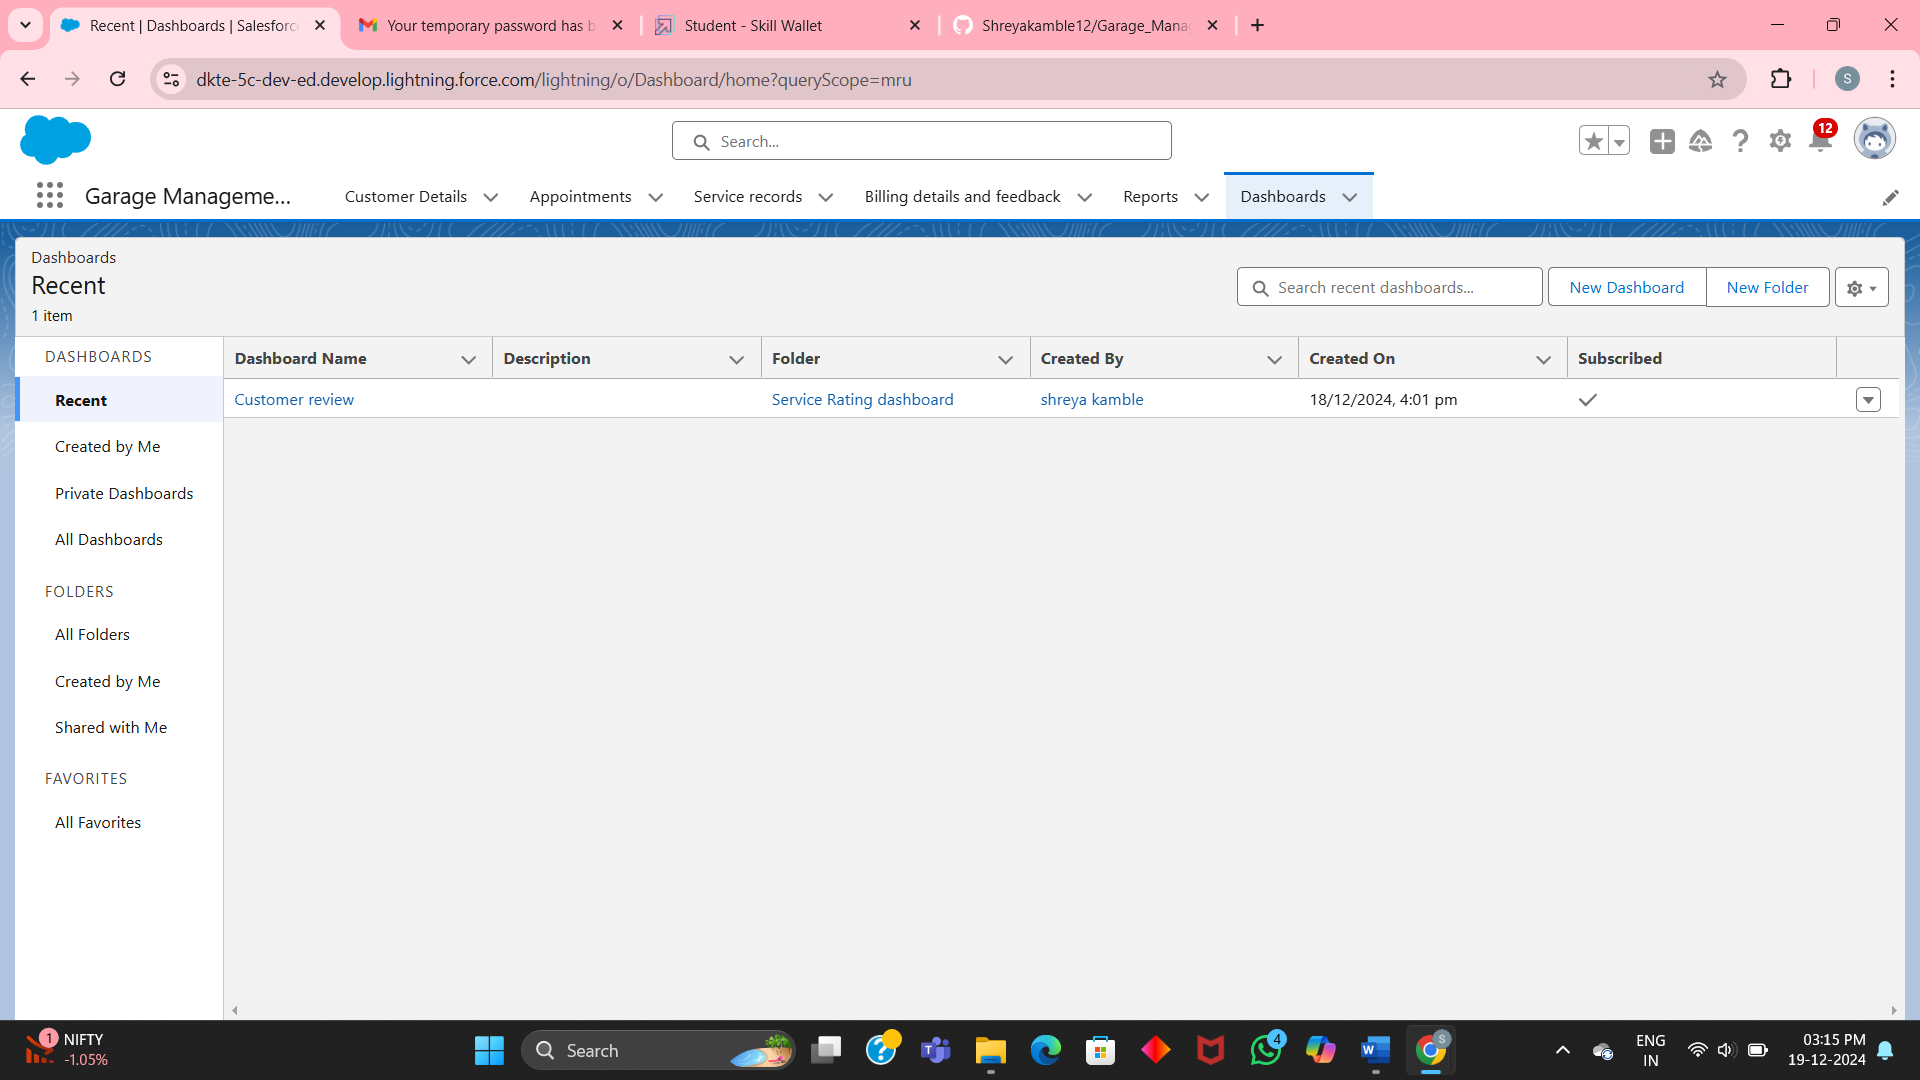 Recent | Dashboards | Salesforc
Your temporary password has b
Student - Skill Wallet
Shreyakamble12/Garage_Mana
dkte-5c-dev-ed.develop.lightning.force.com/lightning/o/Dashboard/home?queryScope=mru
S
Search...
12
Garage Manageme...
Customer Details
Appointments
Service records
Billing details and feedback
Reports
Dashboards
Dashboards
Recent
1 item
Search recent dashboards...
New Dashboard
New Folder
DASHBOARDS
Recent
Created by Me
Private Dashboards
All Dashboards
FOLDERS
All Folders
Created by Me
Shared with Me
FAVORITES
All Favorites
Dashboard Name
Description
Folder
Created By
Created On
Subscribed
Customer review
Service Rating dashboard
shreya kamble
18/12/2024, 4:01 pm
1
NIFTY
-1.05%
Search
4
S
ENG
IN
03:15 PM
19-12-2024